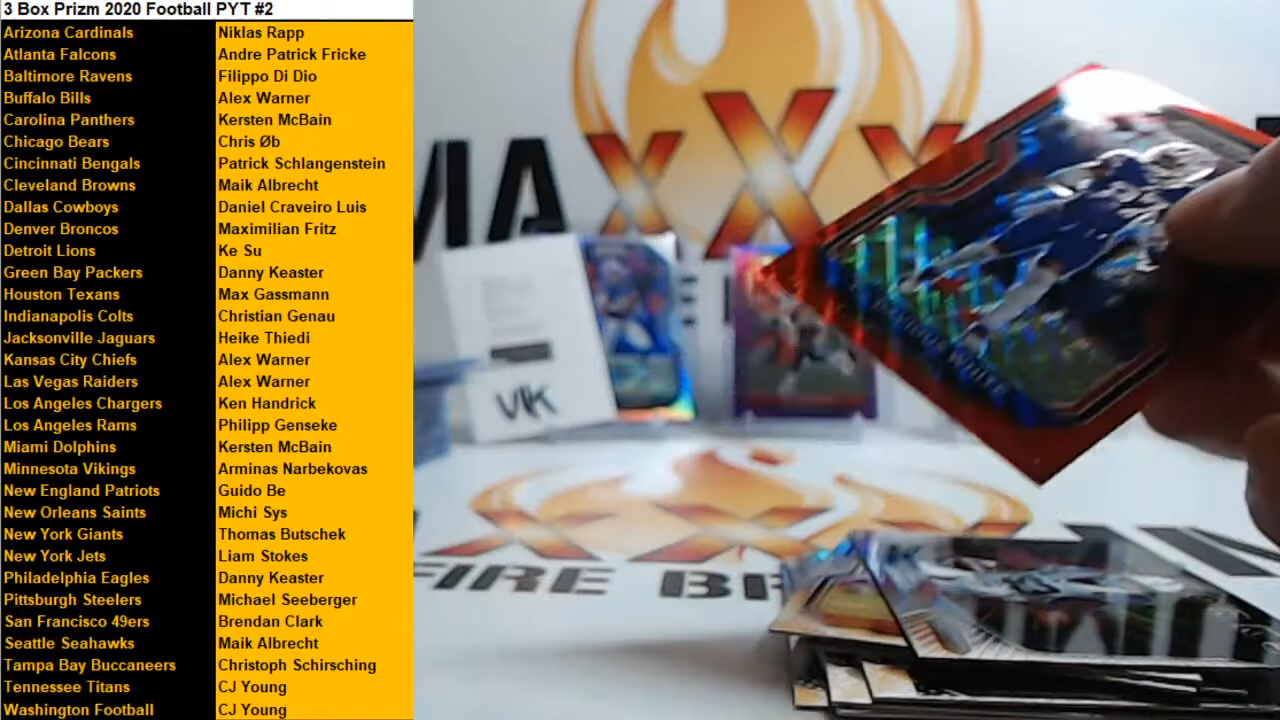 3 Box Prizm 2020 Football PYT #2
Arizona Cardinals Niklas Rapp
Atlanta Falcons Andre Patrick Fricke
Baltimore Ravens Filippo Di Dio
Buffalo Bills Alex Warner
Carolina Panthers Kersten McBain
Chicago Bears Chris Øb
Cincinnati Bengals Patrick Schlangenstein
Cleveland Browns Maik Albrecht
Dallas Cowboys Daniel Craveiro Luis
Denver Broncos Maximilian Fritz
Detroit Lions Ke Su
Green Bay Packers Danny Keaster
Houston Texans Max Gassmann
Indianapolis Colts Christian Genau
Jacksonville Jaguars Heike Thiedi
Kansas City Chiefs Alex Warner
Las Vegas Raiders Alex Warner
Los Angeles Chargers Ken Handrick
Los Angeles Rams Philipp Genseke
Miami Dolphins Kersten McBain
Minnesota Vikings Arminas Narbekovas
New England Patriots Guido Be
New Orleans Saints Michi Sys
New York Giants Thomas Butschek
New York Jets Liam Stokes
Philadelphia Eagles Danny Keaster
Pittsburgh Steelers Michael Seeberger
San Francisco 49ers Brendan Clark
Seattle Seahawks Maik Albrecht
Tampa Bay Buccaneers Christoph Schirsching
Tennessee Titans CJ Young
Washington Football CJ Young
MAXXX
VIK
XXX
FIRE BR